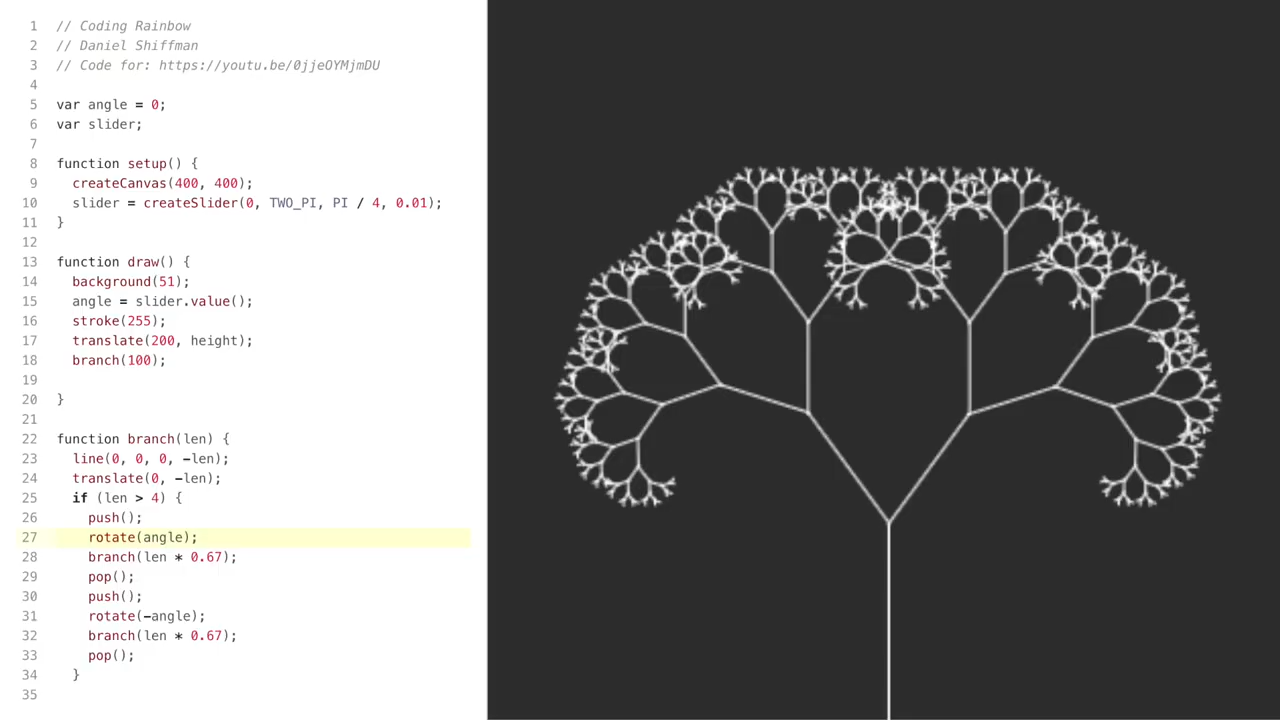 1 // Coding Rainbow
2 // Daniel Shiffman
3 // Code for: https://youtu.be/0jjeOYMjmDU
4
5 var angle = 0;
6 var slider;
7
8 function setup() {
9 createCanvas(400, 400);
10 slider = createSlider(0, TWO_PI, PI / 4, 0.01);
11 }
12
13 function draw() {
14 background(51);
15 angle = slider.value();
16 stroke(255);
17 translate(200, height);
18 branch(100);
19
20 }
21
22 function branch(len) {
23 line(0, 0, 0, -len);
24 translate(0, -len);
25 if (len > 4) {
26 push();
27 rotate(angle);
28 branch(len * 0.67);
29 pop();
30 push();
31 rotate(-angle);
32 branch(len * 0.67);
33 pop();
34 }
35